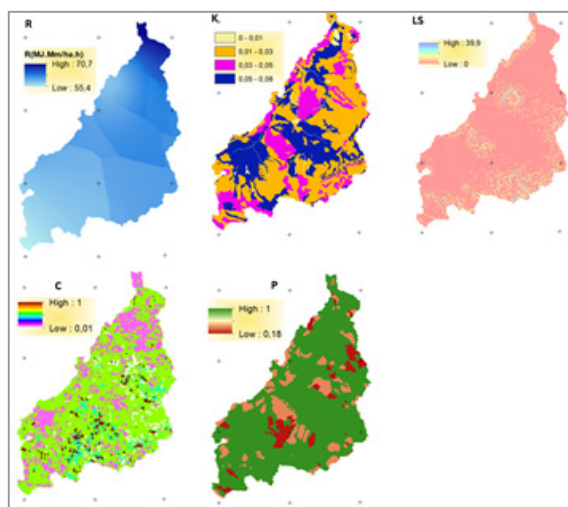 R
R(MJ.Mm/ha.h)
High : 70,7
Low : 55,4
K
0 - 0,01
0,01 - 0,03
0,03 - 0,05
0,05 - 0,08
LS
High : 39,9
Low : 0
C
High : 1
Low : 0,01
P
High : 1
Low : 0,18